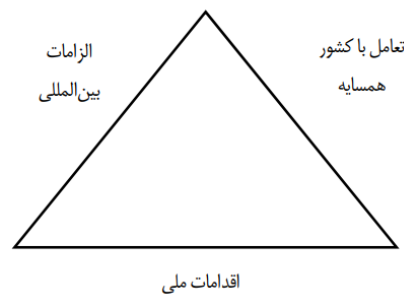 تعامل با کشور
همسایه
الزامات
بین‌المللی
اقدامات ملی